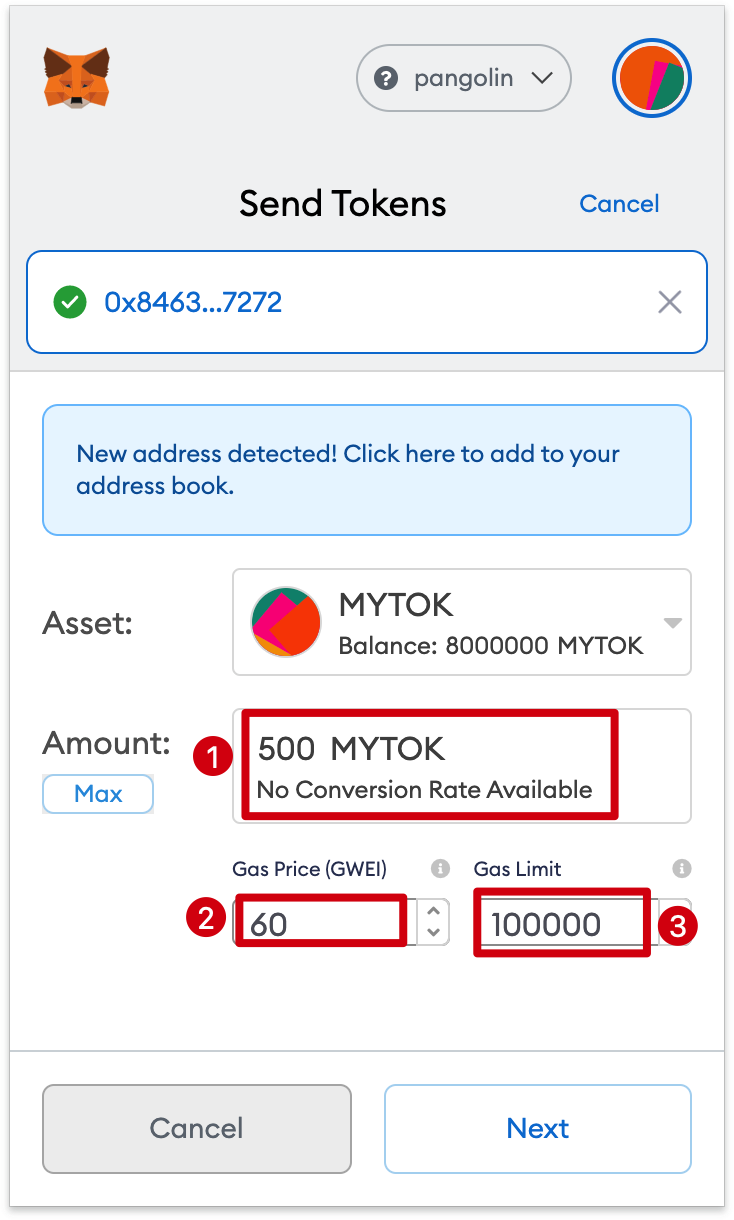 pangolin
Send Tokens
Cancel
0x8463...7272
New address detected! Click here to add to your
address book.
Asset:
MYTOK
Balance: 8000000 MYTOK
Amount:
Max
1
500 MYTOK
No Conversion Rate Available
Gas Price (GWEI)
Gas Limit
2
60
100000
3
Cancel
Next